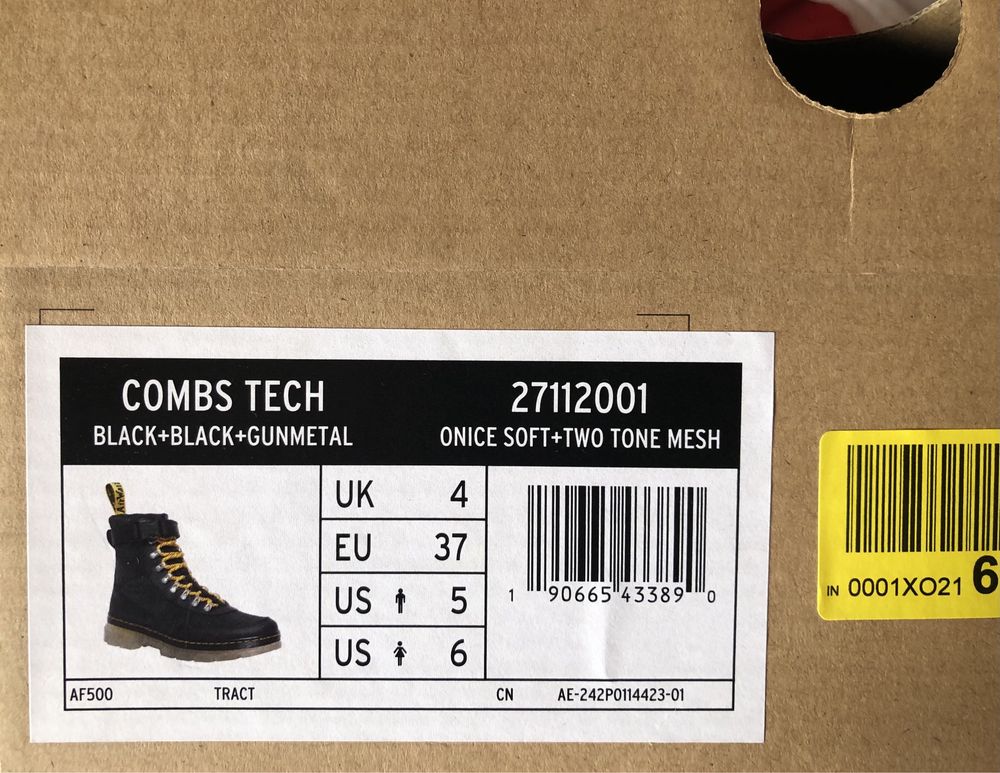 COMBS TECH 27112001
BLACK+BLACK+GUNMETAL ONICE SOFT+TWO TONE MESH
UK 4
EU 37
US 5
US 6
1 90665 43389 0
AF500 TRACT CN AE-242P0114423-01
IN 0001XO21 6